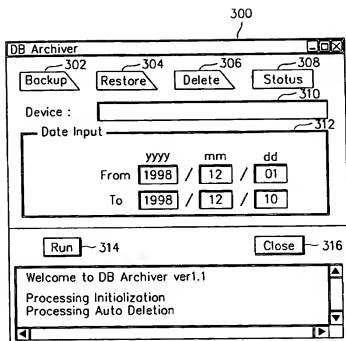 300
DB Archiver
302 304 306 308
Backup Restore Delete Status
310
Device :
312
Date Input
yyyy mm dd
From 1998 / 12 / 01
To 1998 / 12 / 10
Run 314 Close 316
Welcome to DB Archiver ver1.1
Processing Initiolization
Processing Auto Deletion